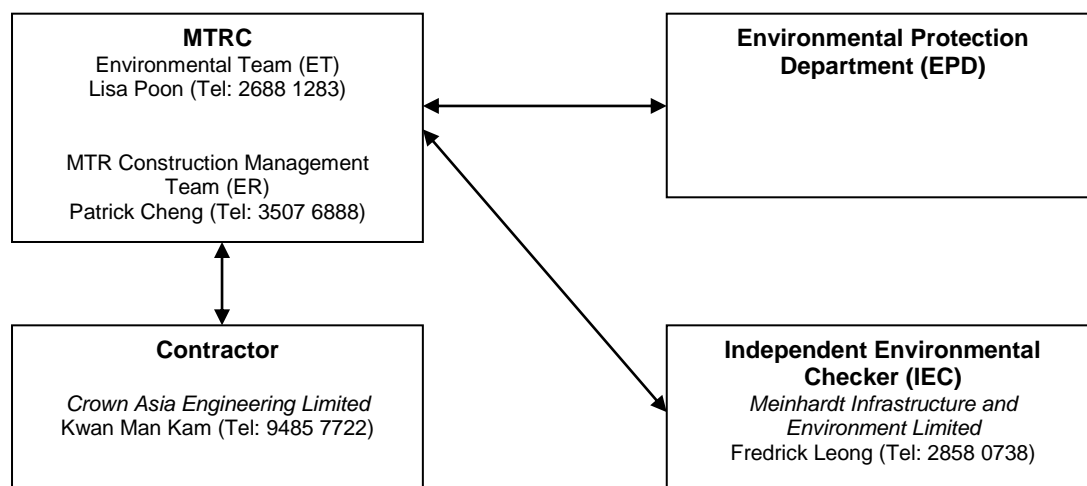 MTRC
Environmental Team (ET)
Lisa Poon (Tel: 2688 1283)
MTR Construction Management
Team (ER)
Patrick Cheng (Tel: 3507 6888)
Environmental Protection
Department (EPD)
Contractor
Crown Asia Engineering Limited
Kwan Man Kam (Tel: 9485 7722)
Independent Environmental
Checker (IEC)
Meinhardt Infrastructure and
Environment Limited
Fredrick Leong (Tel: 2858 0738)